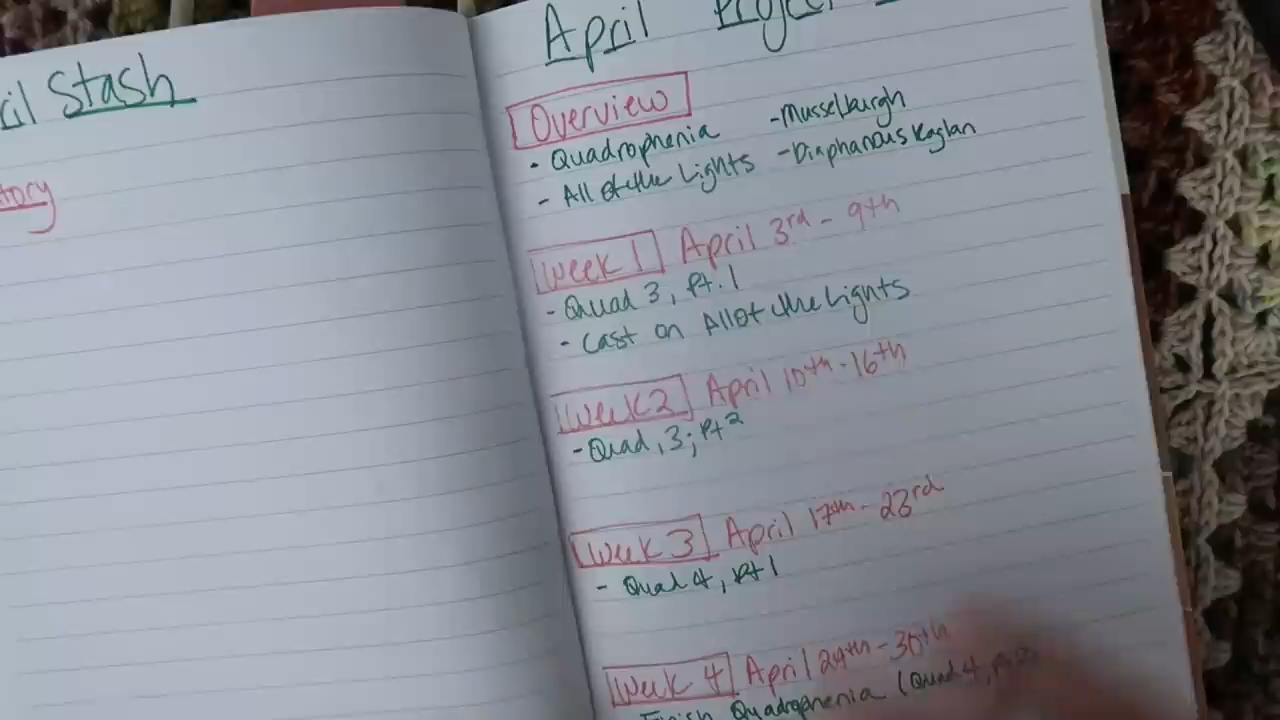 ril Stash
tory
April Project
Overview
- Quadrophenia - Musselburgh
- All of the Lights - Diaphanous Raglan
Week 1 April 3rd - 9th
- Quad 3, Pt. 1
- Cast on All of the Lights
Week 2 April 10th - 16th
- Quad, 3; Pt 2
Week 3 April 17th - 23rd
- Quad 4, Pt 1
Week 4 April 24th - 30th
Finish Quadrophenia (Quad 4,